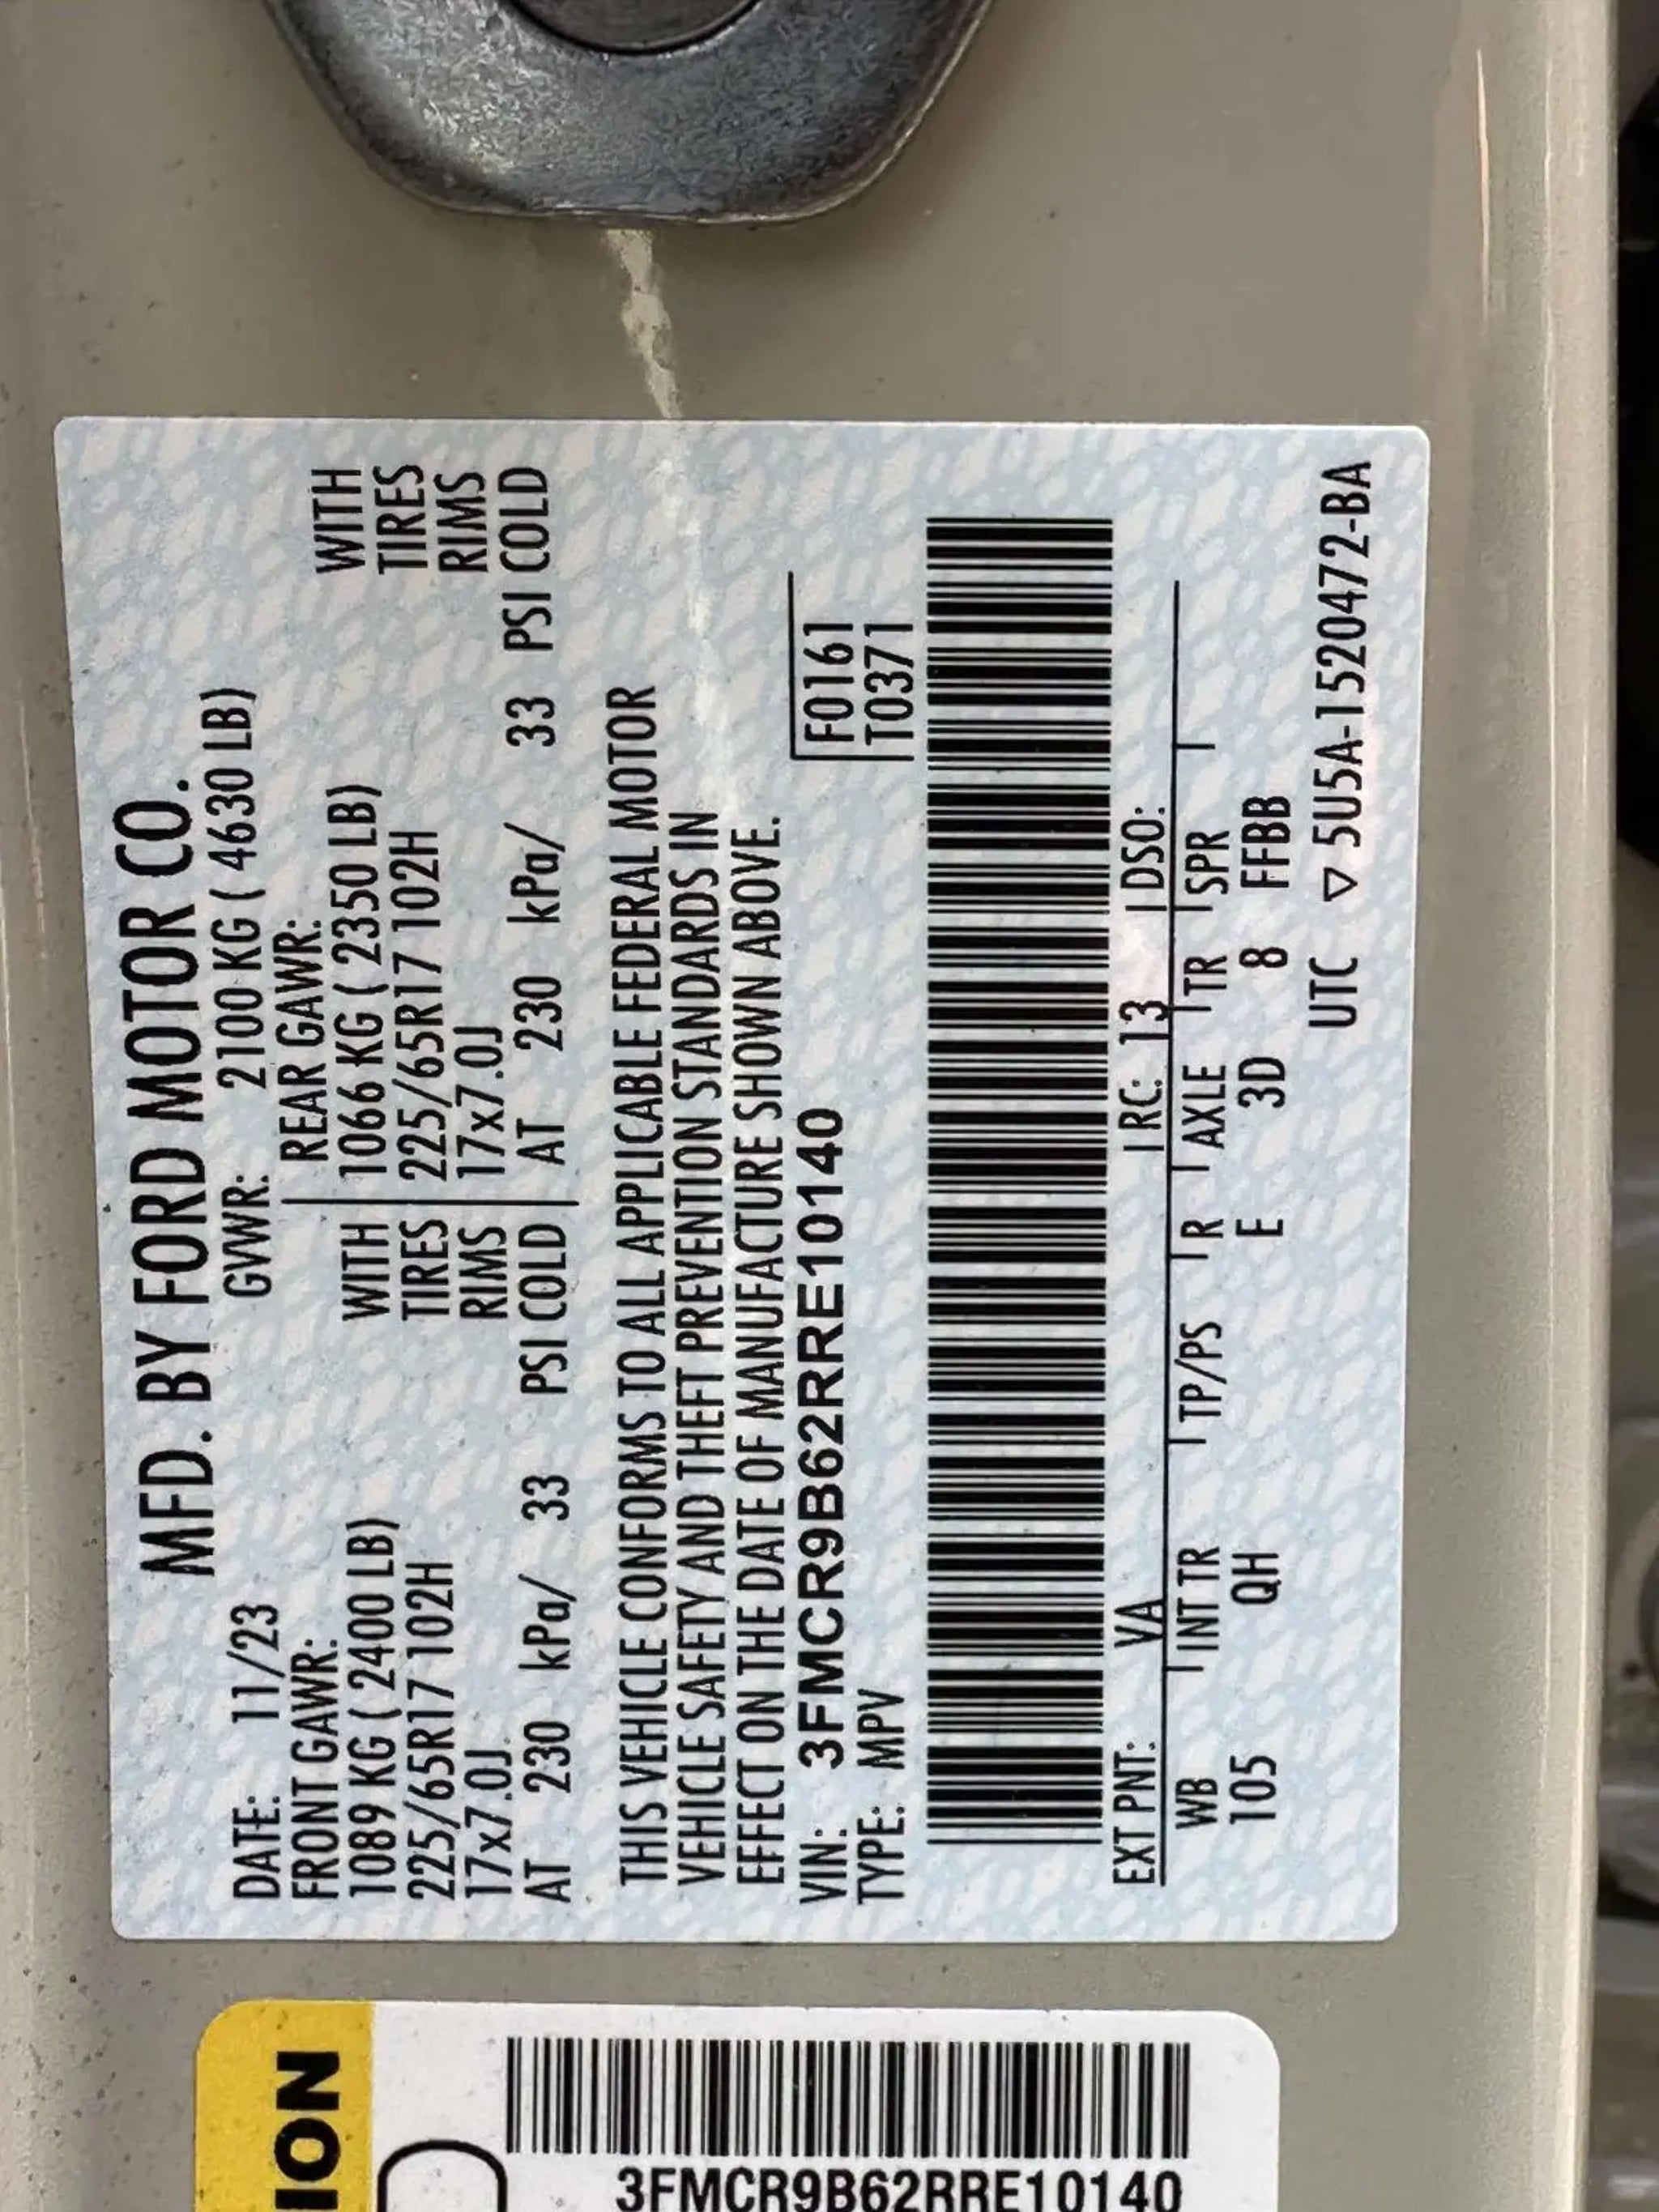 MFD. BY FORD MOTOR CO.
DATE: 11/23 GVWR: 2100 KG ( 4630 LB)
FRONT GAWR: REAR GAWR:
1089 KG ( 2400 LB) WITH 1066 KG ( 2350 LB) WITH
225/65R17 102H TIRES 225/65R17 102H TIRES
17x7.0J RIMS 17x7.0J RIMS
AT 230 kPa/ 33 PSI COLD AT 230 kPa/ 33 PSI COLD
THIS VEHICLE CONFORMS TO ALL APPLICABLE FEDERAL MOTOR
VEHICLE SAFETY AND THEFT PREVENTION STANDARDS IN
EFFECT ON THE DATE OF MANUFACTURE SHOWN ABOVE.
VIN: 3FMCR9B62RRE10140 F0161
TYPE: MPV T0371
EXT PNT: VA RC: 13 DSO:
WB INT TR TP/PS R AXLE TR SPR
105 QH E 3D 8 FFBB
UTC ▽ 5U5A-1520472-BA
ION
3FMCR9B62RRE10140